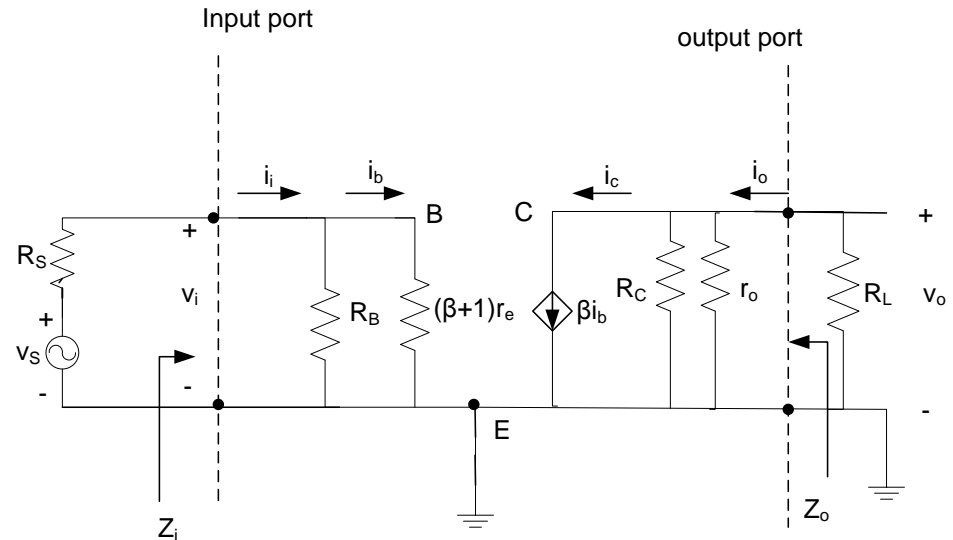 Input port
output port
i_i
i_b
i_c
i_o
B
C
+
+
R_S
v_i
R_B
(β+1)r_e
βi_b
R_C
r_o
R_L
v_o
+
v_S
-
-
-
E
Z_i
Z_o